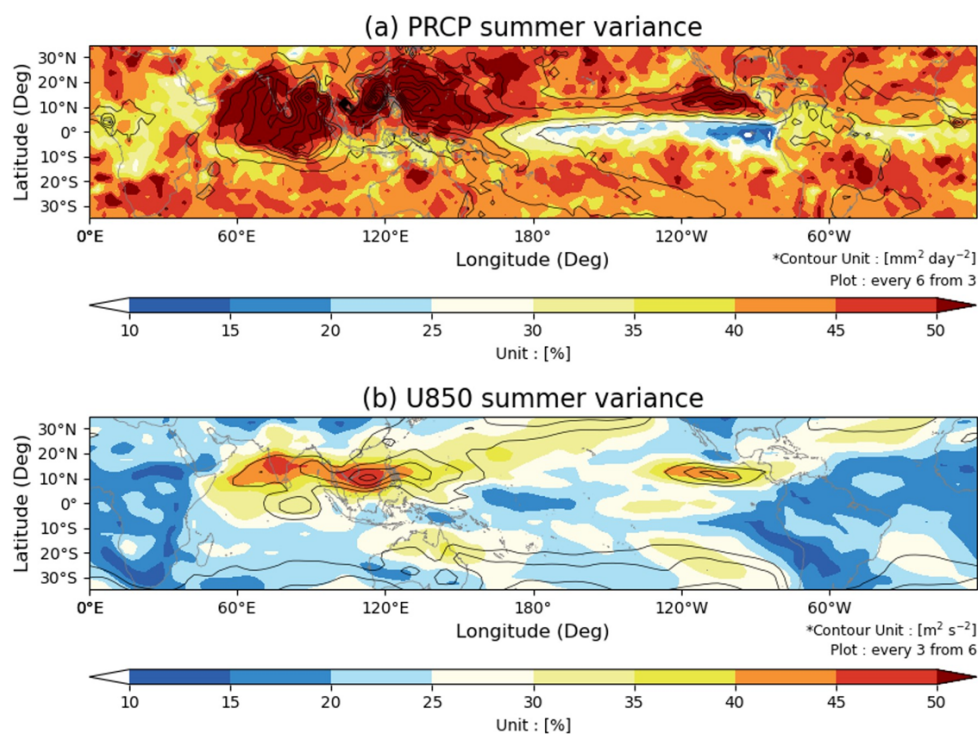 (a) PRCP summer variance
Latitude (Deg)
30°N
20°N
10°N
0°
10°S
20°S
30°S
0°E 60°E 120°E 180° 120°W 60°W
Longitude (Deg)
*Contour Unit : [mm² day⁻²]
Plot : every 6 from 3
10 15 20 25 30 35 40 45 50
Unit : [%]
(b) U850 summer variance
Latitude (Deg)
30°N
20°N
10°N
0°
10°S
20°S
30°S
0°E 60°E 120°E 180° 120°W 60°W
Longitude (Deg)
*Contour Unit : [m² s⁻²]
Plot : every 3 from 6
10 15 20 25 30 35 40 45 50
Unit : [%]